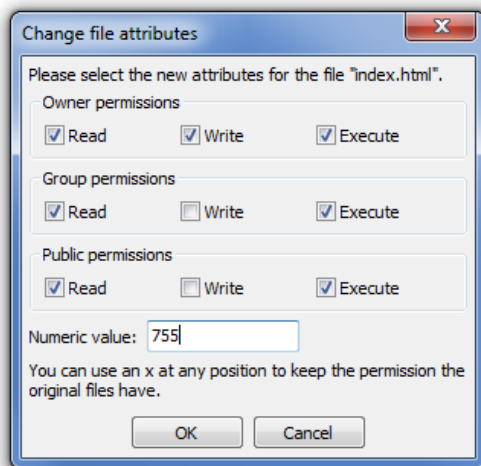 Change file attributes
Please select the new attributes for the file "index.html".
Owner permissions
Read Write Execute
Group permissions
Read Write Execute
Public permissions
Read Write Execute
Numeric value: 755
You can use an x at any position to keep the permission the
original files have.
OK Cancel